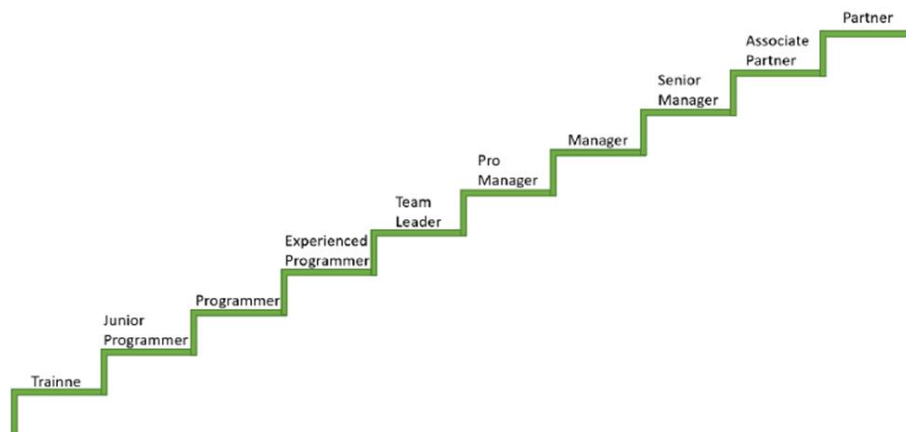 Partner
Associate
Partner
Senior
Manager
Manager
Pro
Manager
Team
Leader
Experienced
Programmer
Programmer
Junior
Programmer
Trainne